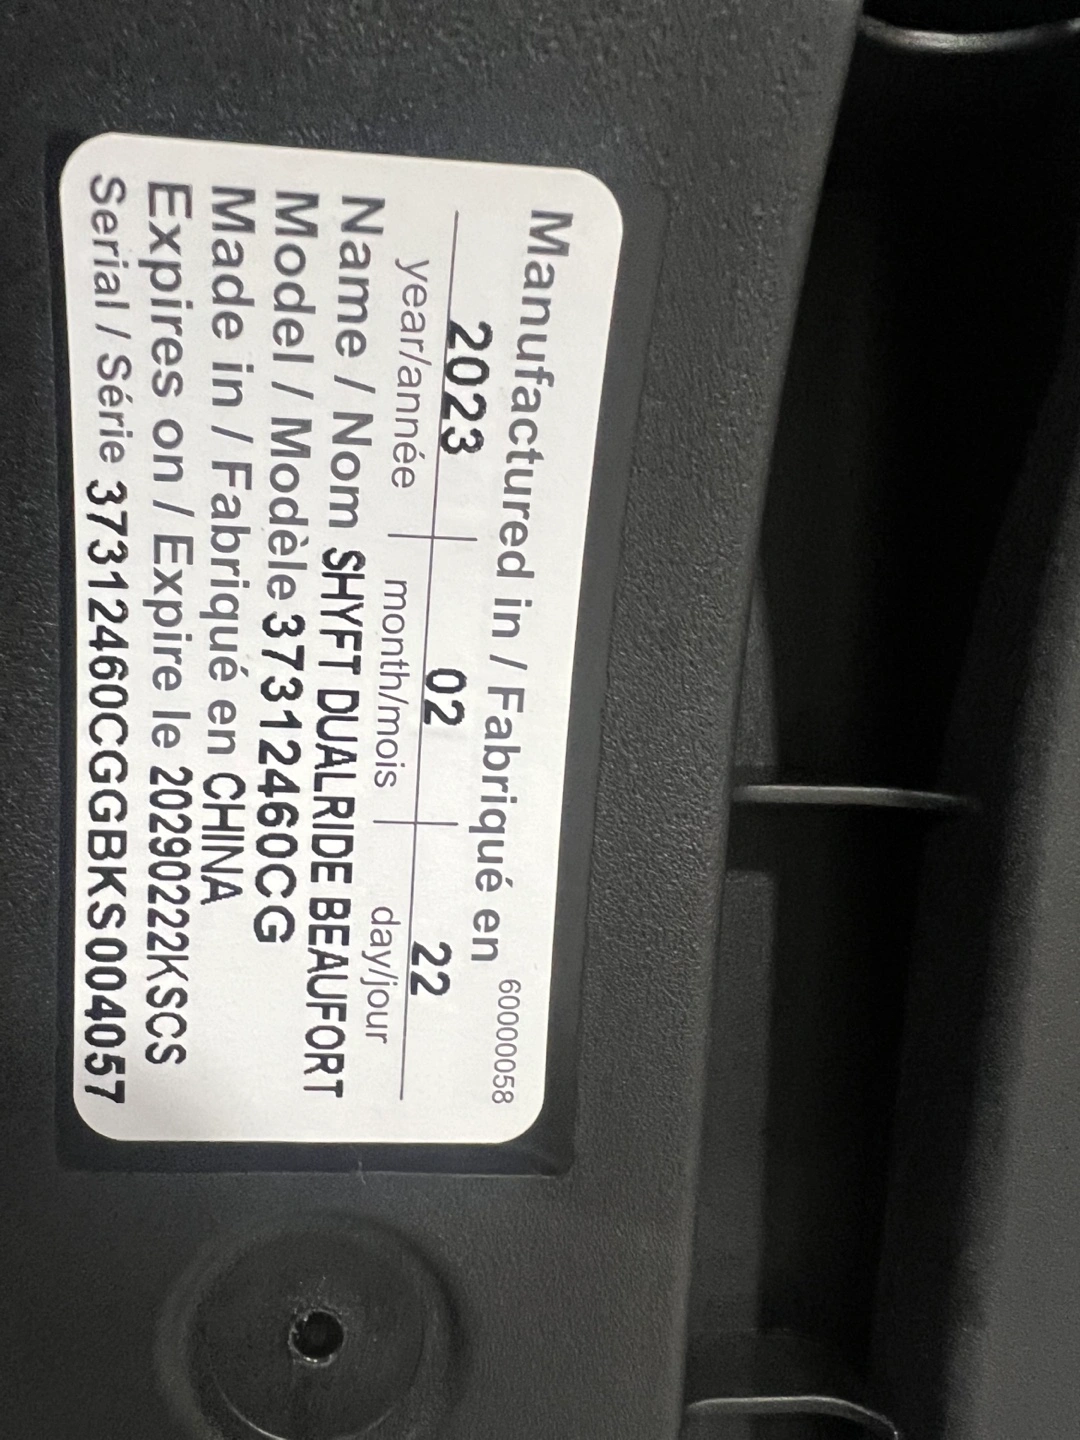 Manufactured in / Fabriqué en 60000058
2023 02 22
year/année month/mois day/jour
Name / Nom SHYFT DUALRIDE BEAUFORT
Model / Modèle 37312460CG
Made in / Fabriqué en CHINA
Expires on / Expire le 20290222KSCS
Serial / Série 37312460CGGBKS004057